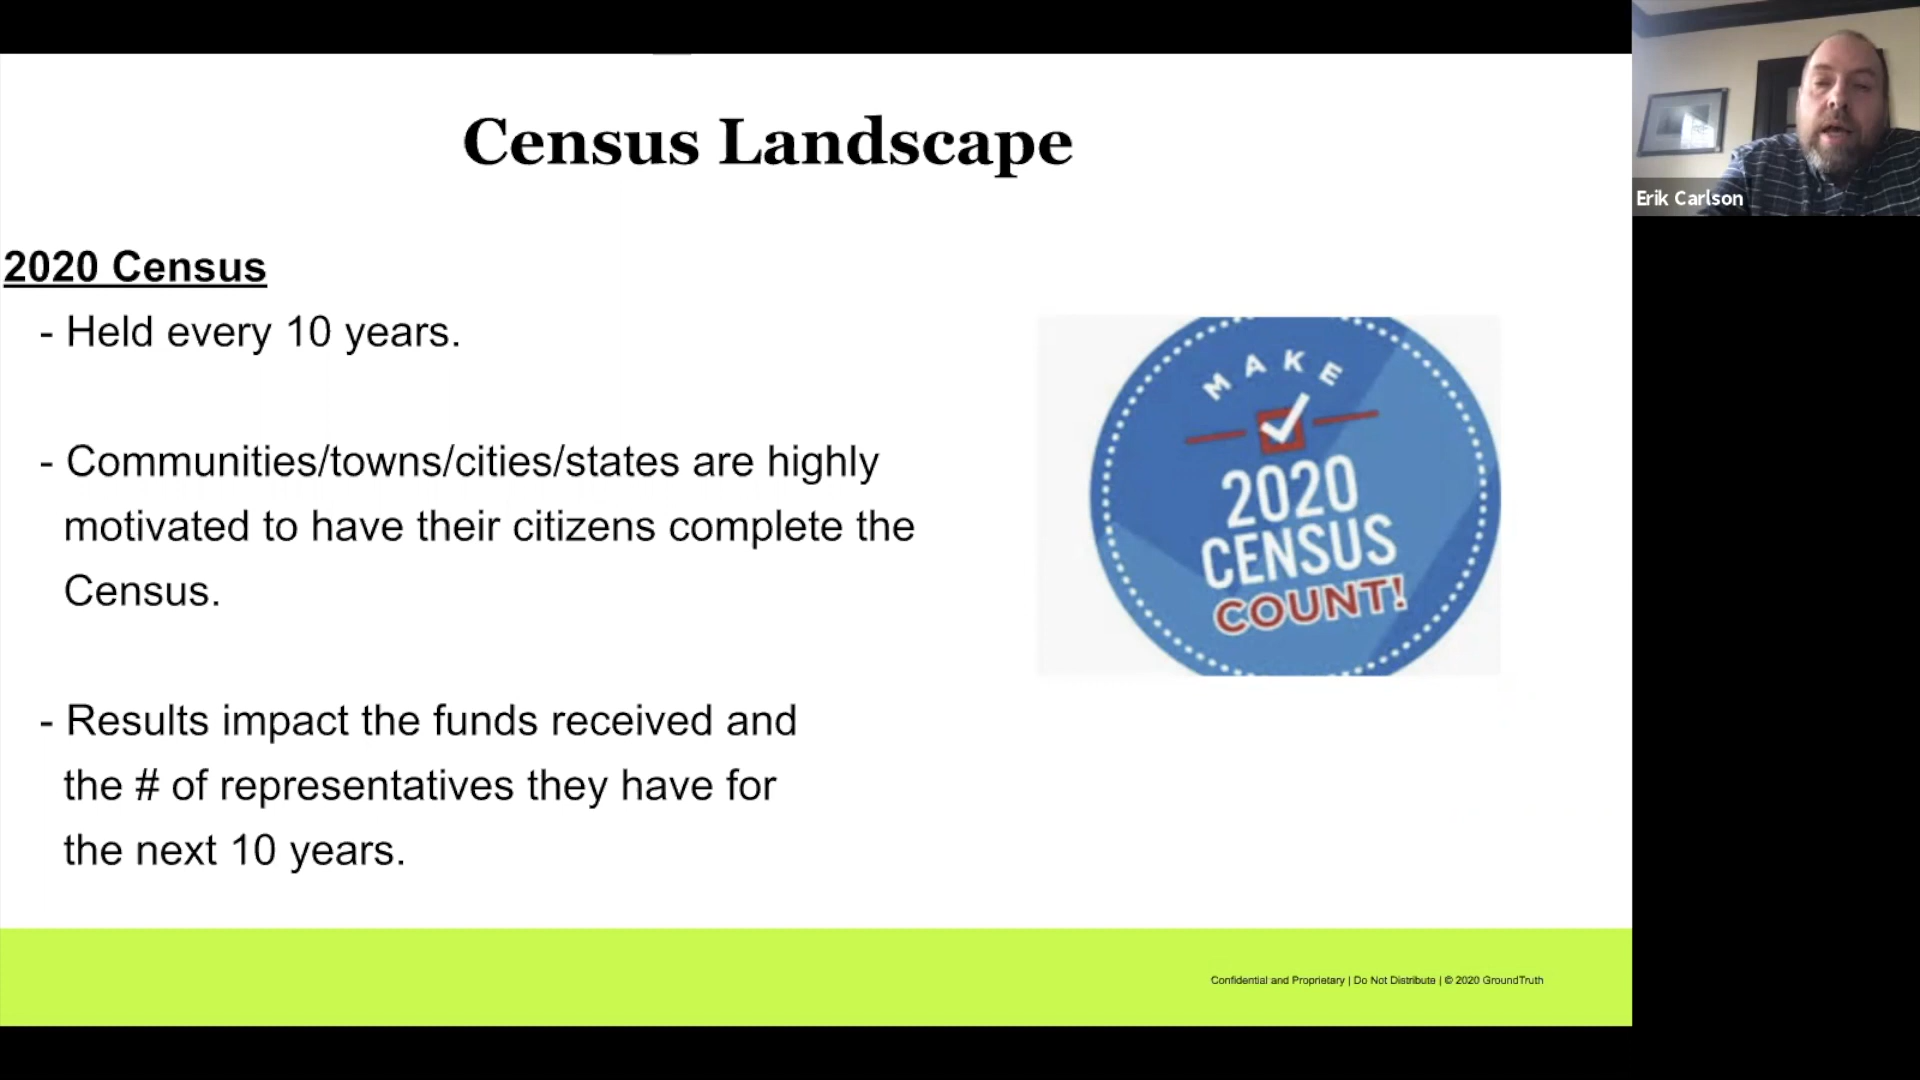 Census Landscape
Erik Carlson
2020 Census
- Held every 10 years.
- Communities/towns/cities/states are highly
motivated to have their citizens complete the
Census.
- Results impact the funds received and
the # of representatives they have for
the next 10 years.
MAKE
2020
CENSUS
COUNT!
Confidential and Proprietary | Do Not Distribute | © 2020 GroundTruth